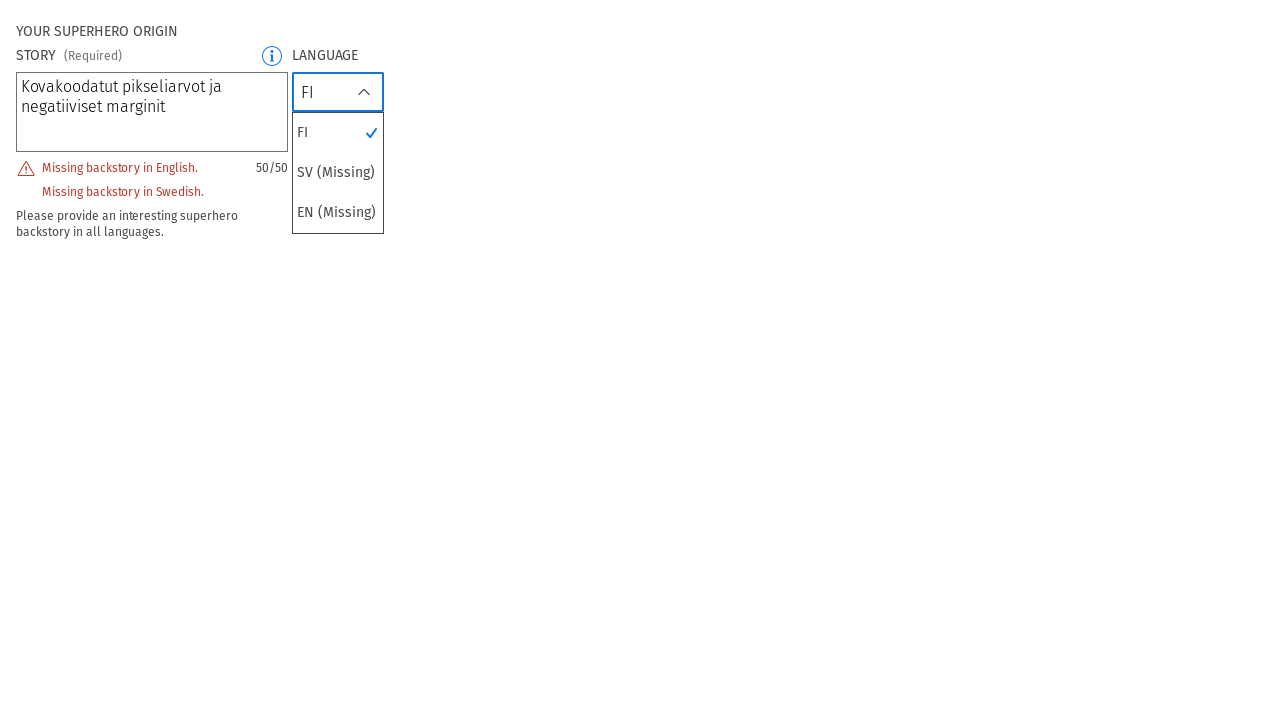 YOUR SUPERHERO ORIGIN
STORY (Required)
LANGUAGE
Kovakoodatut pikseliarvot ja
negatiiviset marginit
FI
FI
SV (Missing)
EN (Missing)
Missing backstory in English.
50/50
Missing backstory in Swedish.
Please provide an interesting superhero
backstory in all languages.